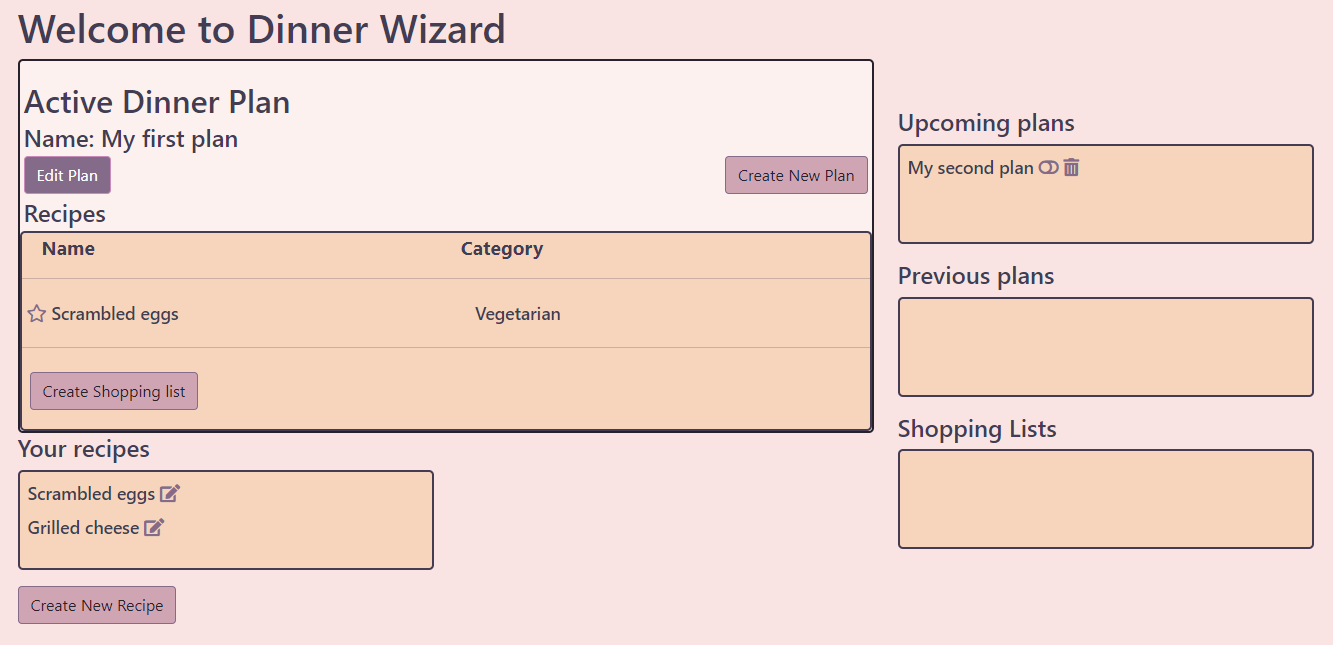 Welcome to Dinner Wizard
Active Dinner Plan
Name: My first plan
Edit Plan
Create New Plan
Recipes
Name Category
Scrambled eggs Vegetarian
Create Shopping list
Your recipes
Scrambled eggs
Grilled cheese
Create New Recipe
Upcoming plans
My second plan
Previous plans
Shopping Lists